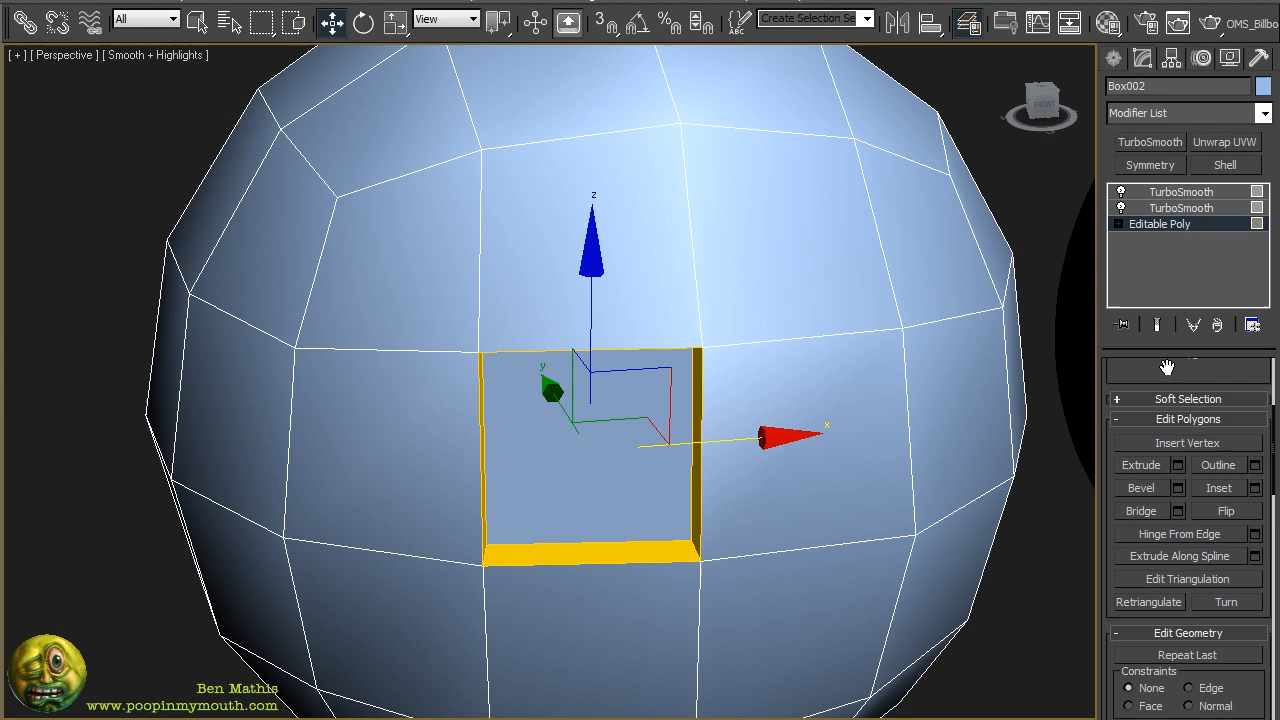 All
View
3
%
ABC
Create Selection Se
OMS_Billbo
[ + ] [ Perspective ] [ Smooth + Highlights ]
FRONT
Box002
Modifier List
TurboSmooth
Unwrap UVW
Symmetry
Shell
TurboSmooth
TurboSmooth
Editable Poly
z
y
x
+ Soft Selection
- Edit Polygons
Insert Vertex
Extrude
Outline
Bevel
Inset
Bridge
Flip
Hinge From Edge
Extrude Along Spline
Edit Triangulation
Retriangulate
Turn
- Edit Geometry
Repeat Last
Constraints
None
Edge
Face
Normal
Ben Mathis
www.poopinmymouth.com